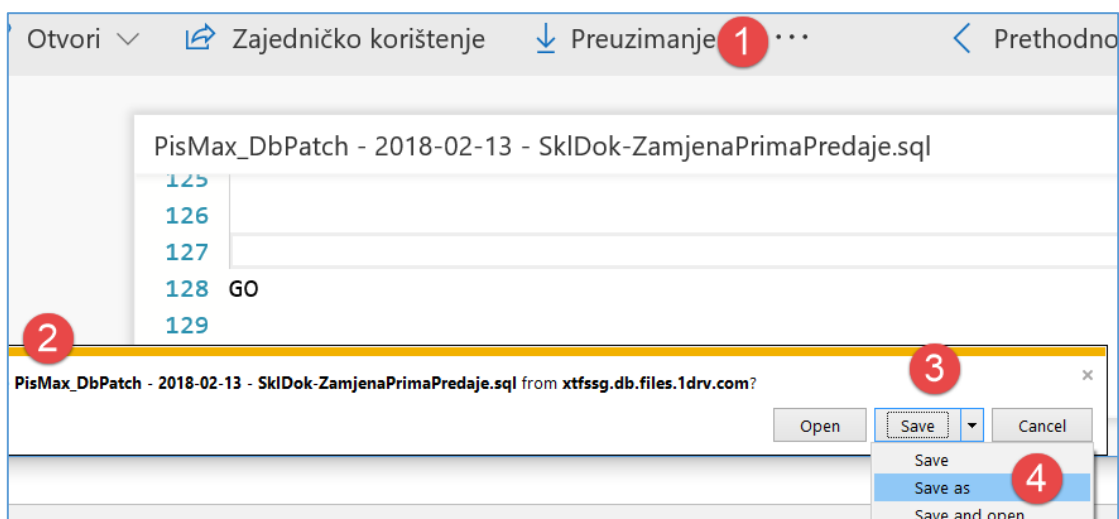 Otvori Zajedničko korištenje Preuzimanje 1 ... Prethodno
PisMax_DbPatch - 2018-02-13 - SklDok-ZamjenaPrimaPredaje.sql
125
126
127
128 GO
129
2
PisMax_DbPatch - 2018-02-13 - SklDok-ZamjenaPrimaPredaje.sql from xtfssg.db.files.1drv.com?
3
Open Save Cancel
Save
Save as 4
Save and open